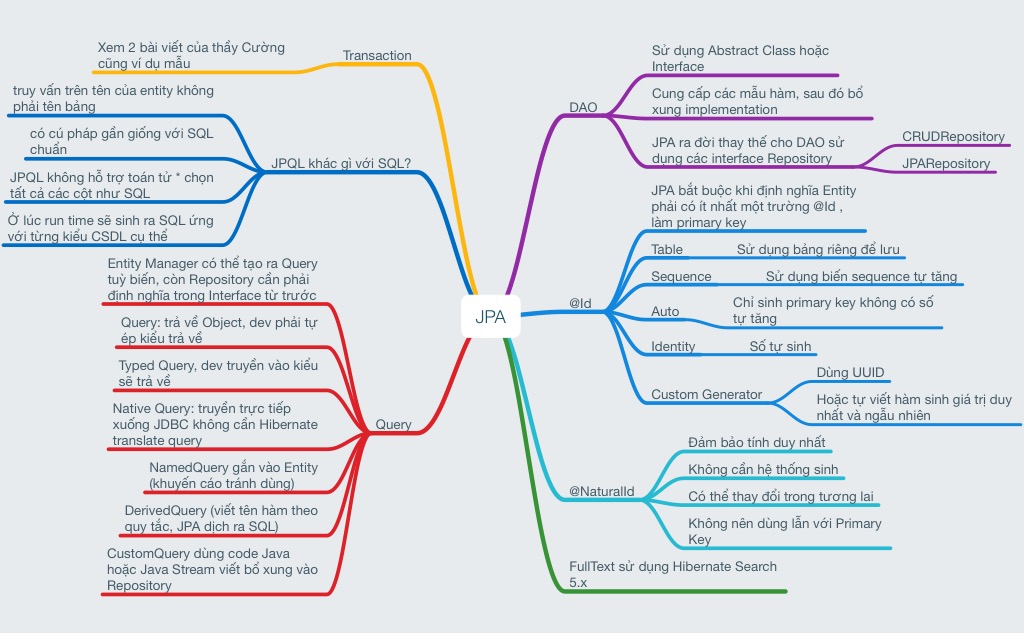 JPA
Transaction
Xem 2 bài viết của thầy Cường
cũng ví dụ mẫu
JPQL khác gì với SQL?
truy vấn trên tên của entity không
phải tên bảng
có cú pháp gần giống với SQL
chuẩn
JPQL không hỗ trợ toán tử * chọn
tất cả các cột như SQL
Ở lúc run time sẽ sinh ra SQL ứng
với từng kiểu CSDL cụ thể
Query
Entity Manager có thể tạo ra Query
tuỳ biến, còn Repository cần phải
định nghĩa trong Interface từ trước
Query: trả về Object, dev phải tự
ép kiểu trả về
Typed Query, dev truyền vào kiểu
sẽ trả về
Native Query: truyền trực tiếp
xuống JDBC không cần Hibernate
translate query
NamedQuery gắn vào Entity
(khuyến cáo tránh dùng)
DerivedQuery (viết tên hàm theo
quy tắc, JPA dịch ra SQL)
CustomQuery dùng code Java
hoặc Java Stream viết bổ xung vào
Repository
DAO
Sử dụng Abstract Class hoặc
Interface
Cung cấp các mẫu hàm, sau đó bổ
xung implementation
JPA ra đời thay thế cho DAO sử
dụng các interface Repository
CRUDRepository
JPARepository
@Id
JPA bắt buộc khi định nghĩa Entity
phải có ít nhất một trường @Id ,
làm primary key
Table
Sử dụng bảng riêng để lưu
Sequence
Sử dụng biến sequence tự tăng
Auto
Chỉ sinh primary key không có số
tự tăng
Identity
Số tự sinh
Custom Generator
Dùng UUID
Hoặc tự viết hàm sinh giá trị duy
nhất và ngẫu nhiên
@NaturalId
Đảm bảo tính duy nhất
Không cần hệ thống sinh
Có thể thay đổi trong tương lai
Không nên dùng lẫn với Primary
Key
FullText sử dụng Hibernate Search
5.x